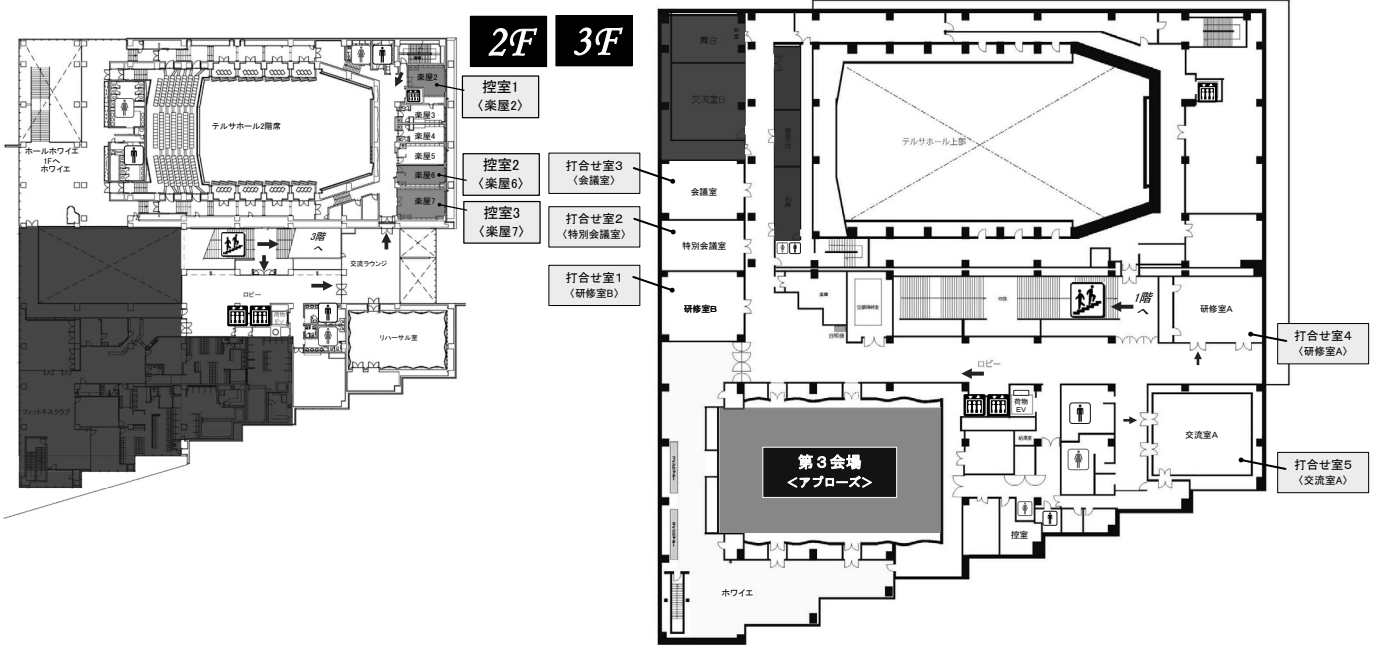 2F
3F
控室1
〈楽屋2〉
控室2
〈楽屋6〉
控室3
〈楽屋7〉
楽屋2
楽屋3
楽屋4
楽屋5
楽屋6
楽屋7
テルサホール2階席
ホールホワイエ
1Fへ
ホワイエ
3階
へ
交流ラウンジ
ロビー
荷物
EV
リハーサル室
フィットネスクラブ
打合せ室3
〈会議室〉
打合せ室2
〈特別会議室〉
打合せ室1
〈研修室B〉
舞台
交流室B
会議室
特別会議室
研修室B
テルサホール上部
1階
へ
研修室A
打合せ室4
〈研修室A〉
ロビー
荷物
EV
交流室A
打合せ室5
〈交流室A〉
第3会場
<アプローズ>
控室
ホワイエ